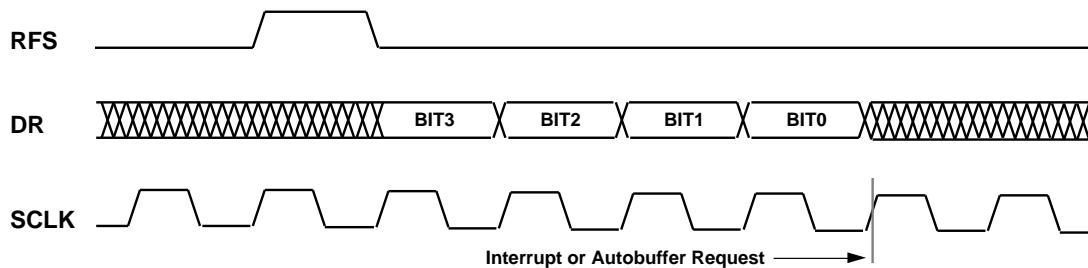 RFS
DR
BIT3 BIT2 BIT1 BIT0
SCLK
Interrupt or Autobuffer Request